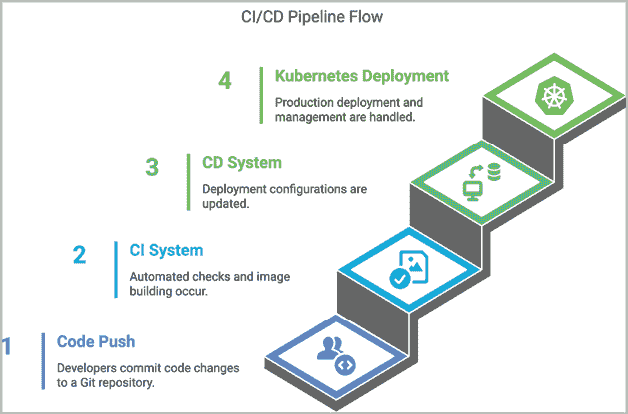 CI/CD Pipeline Flow
4
Kubernetes Deployment
Production deployment and
management are handled.
3
CD System
Deployment configurations are
updated.
2
CI System
Automated checks and image
building occur.
1
Code Push
Developers commit code changes
to a Git repository.